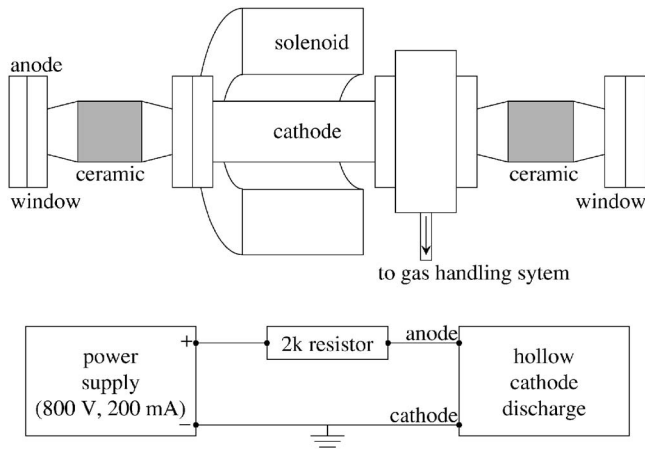 solenoid
anode
cathode
ceramic
ceramic
window
window
to gas handling sytem
+
2k resistor
anode
power
supply
(800 V, 200 mA)
hollow
cathode
discharge
−
cathode